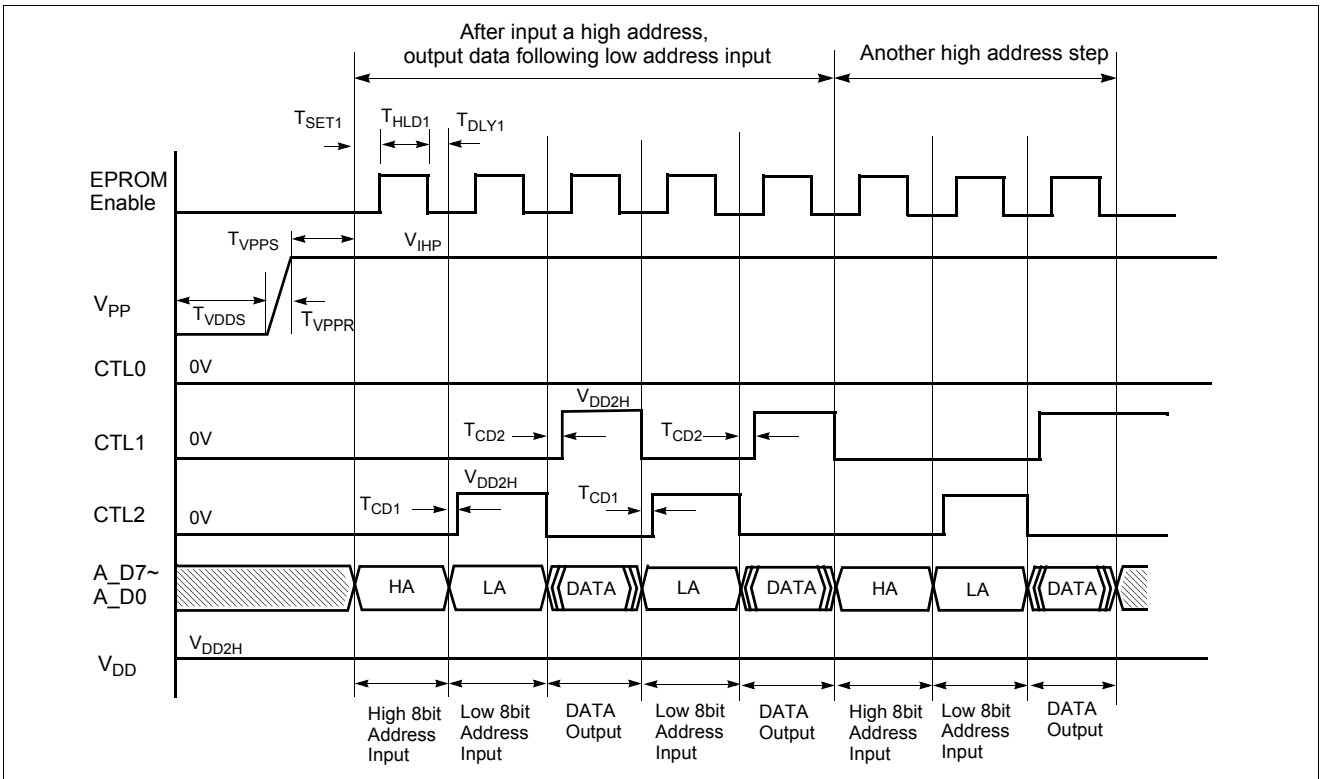 After input a high address,
output data following low address input
Another high address step
TSET1
THLD1
TDLY1
EPROM
Enable
TVPPS
VIHP
VPP
TVDDS
TVPPR
CTL0
0V
VDD2H
CTL1
0V
TCD2
TCD2
VDD2H
CTL2
0V
TCD1
TCD1
A_D7~
A_D0
HA
LA
DATA
LA
DATA
HA
LA
DATA
VDD2H
VDD
High 8bit
Address
Input
Low 8bit
Address
Input
DATA
Output
Low 8bit
Address
Input
DATA
Output
High 8bit
Address
Input
Low 8bit
Address
Input
DATA
Output